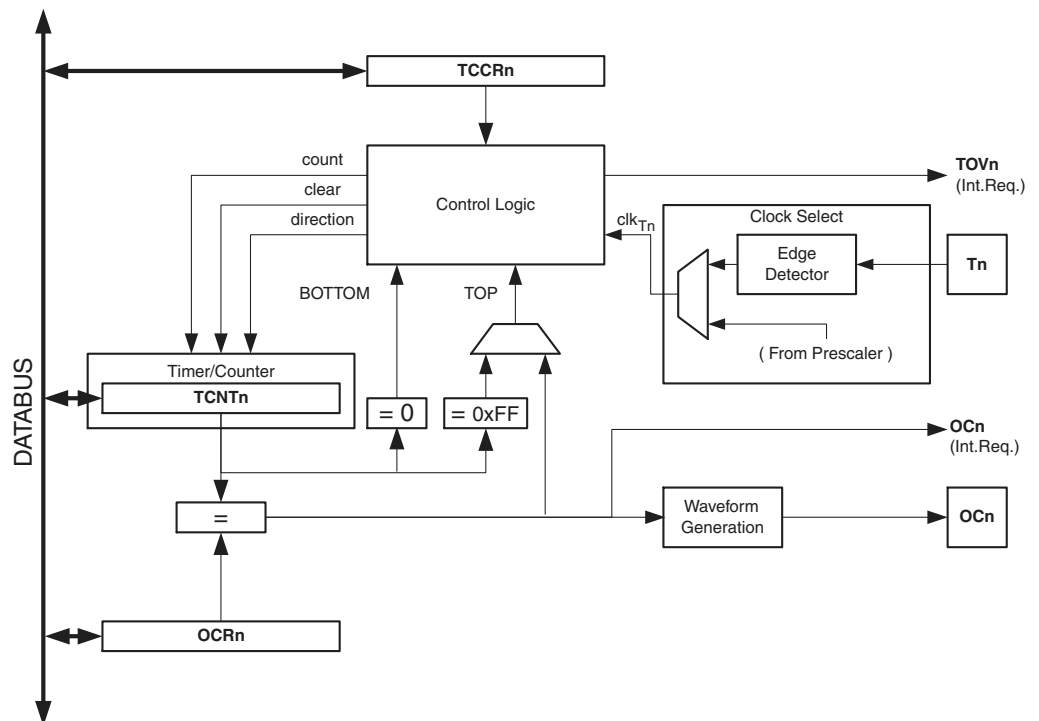 TCCRn
count
clear
direction
Control Logic
TOVn
(Int.Req.)
clkTn
Clock Select
Edge
Detector
Tn
( From Prescaler )
BOTTOM
TOP
DATABUS
Timer/Counter
TCNTn
= 0
= 0xFF
OCn
(Int.Req.)
=
Waveform
Generation
OCn
OCRn